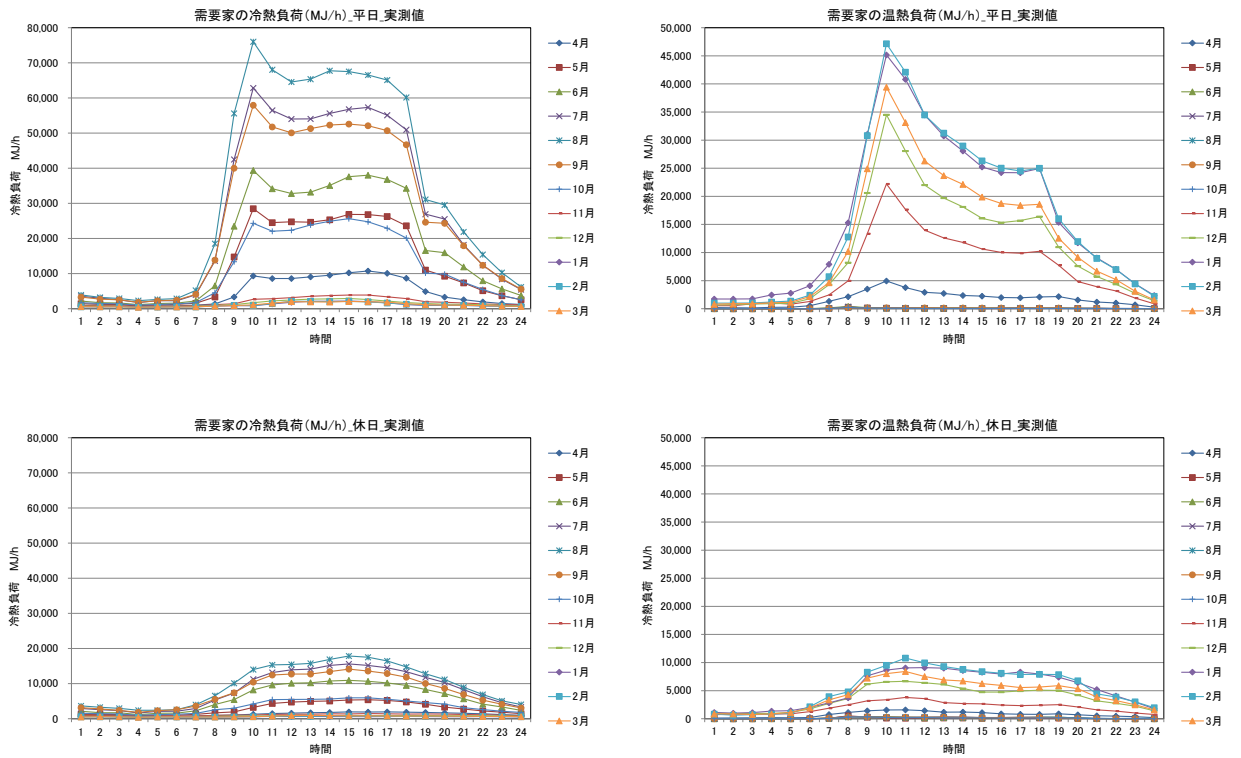 需要家の冷熱負荷(MJ/h)_平日_実測値
80,000
70,000
60,000
50,000
40,000
30,000
20,000
10,000
0
冷熱負荷 MJ/h
1 2 3 4 5 6 7 8 9 10 11 12 13 14 15 16 17 18 19 20 21 22 23 24
時間
4月
5月
6月
7月
8月
9月
10月
11月
12月
1月
2月
3月
需要家の温熱負荷(MJ/h)_平日_実測値
50,000
45,000
40,000
35,000
30,000
25,000
20,000
15,000
10,000
5,000
0
冷熱負荷 MJ/h
1 2 3 4 5 6 7 8 9 10 11 12 13 14 15 16 17 18 19 20 21 22 23 24
時間
4月
5月
6月
7月
8月
9月
10月
11月
12月
1月
2月
3月
需要家の冷熱負荷(MJ/h)_休日_実測値
80,000
70,000
60,000
50,000
40,000
30,000
20,000
10,000
0
冷熱負荷 MJ/h
1 2 3 4 5 6 7 8 9 10 11 12 13 14 15 16 17 18 19 20 21 22 23 24
時間
4月
5月
6月
7月
8月
9月
10月
11月
12月
1月
2月
3月
需要家の温熱負荷(MJ/h)_休日_実測値
50,000
45,000
40,000
35,000
30,000
25,000
20,000
15,000
10,000
5,000
0
冷熱負荷 MJ/h
1 2 3 4 5 6 7 8 9 10 11 12 13 14 15 16 17 18 19 20 21 22 23 24
時間
4月
5月
6月
7月
8月
9月
10月
11月
12月
1月
2月
3月